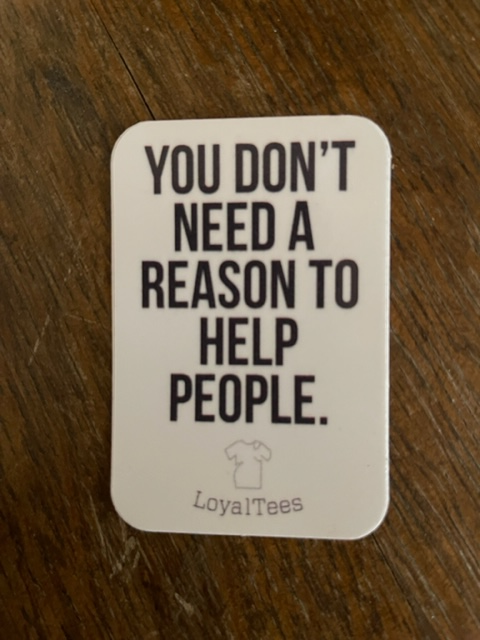 YOU DON'T
NEED A
REASON TO
HELP
PEOPLE.
LoyalTees